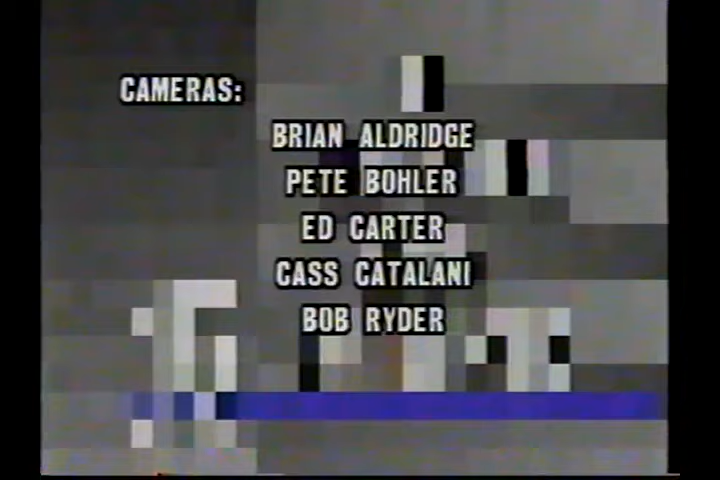 CAMERAS:
BRIAN ALDRIDGE
PETE BOHLER
ED CARTER
CASS CATALANI
BOB RYDER